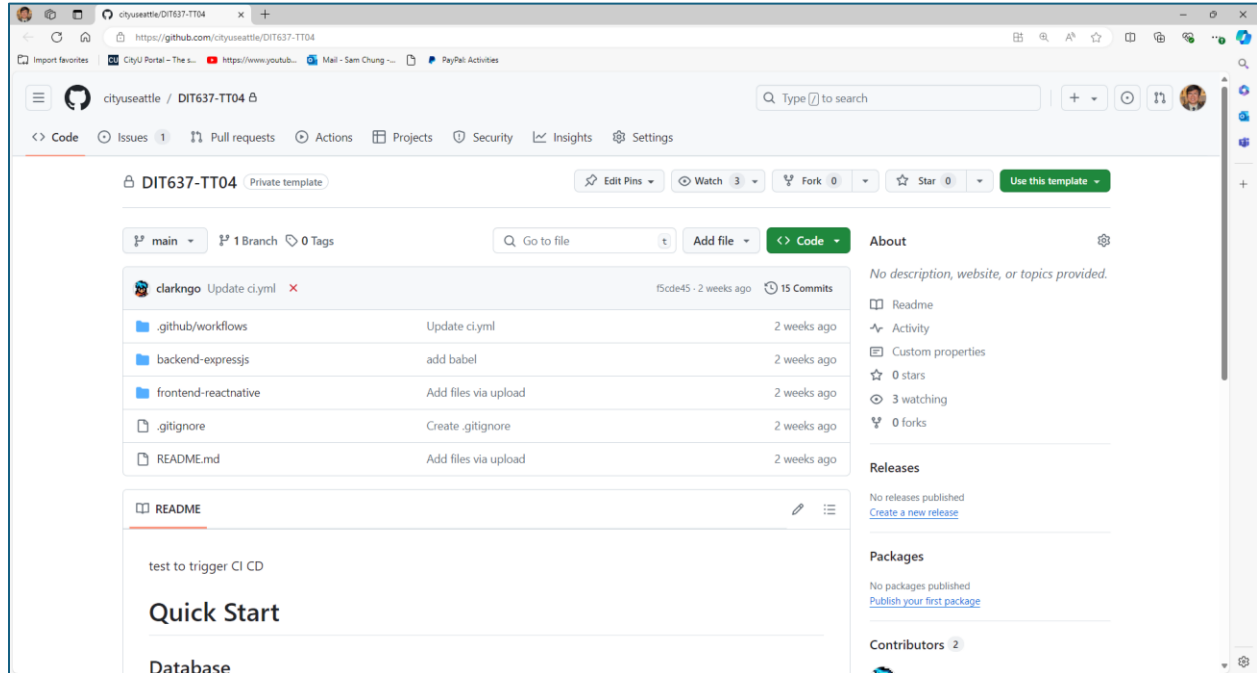 cityuseattle/DIT637-TT04
https://github.com/cityuseattle/DIT637-TT04
Import favorites CU CityU Portal – The s... https://www.youtub... Mail - Sam Chung -... PayPal: Activities
cityuseattle / DIT637-TT04 Type / to search
Code Issues 1 Pull requests Actions Projects Security Insights Settings
DIT637-TT04 Private template Edit Pins Watch 3 Fork 0 Star 0 Use this template
main 1 Branch 0 Tags Go to file t Add file Code About
No description, website, or topics provided.
clarkngo Update ci.yml f5cde45 · 2 weeks ago 15 Commits
Readme
.github/workflows Update ci.yml 2 weeks ago
Activity
backend-expressjs add babel 2 weeks ago
Custom properties
0 stars
frontend-reactnative Add files via upload 2 weeks ago
3 watching
.gitignore Create .gitignore 2 weeks ago
0 forks
README.md Add files via upload 2 weeks ago
Releases
No releases published
Create a new release
README
Packages
No packages published
Publish your first package
test to trigger CI CD
Quick Start
Contributors 2
Database